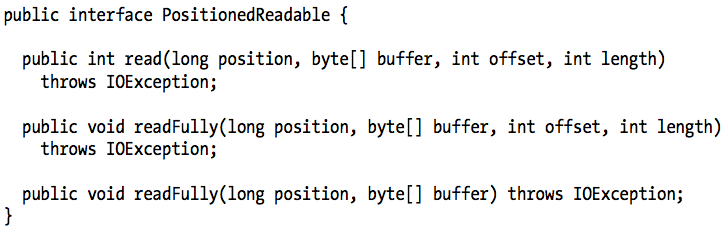 public interface PositionedReadable {
public int read(long position, byte[] buffer, int offset, int length)
throws IOException;
public void readFully(long position, byte[] buffer, int offset, int length)
throws IOException;
public void readFully(long position, byte[] buffer) throws IOException;
}